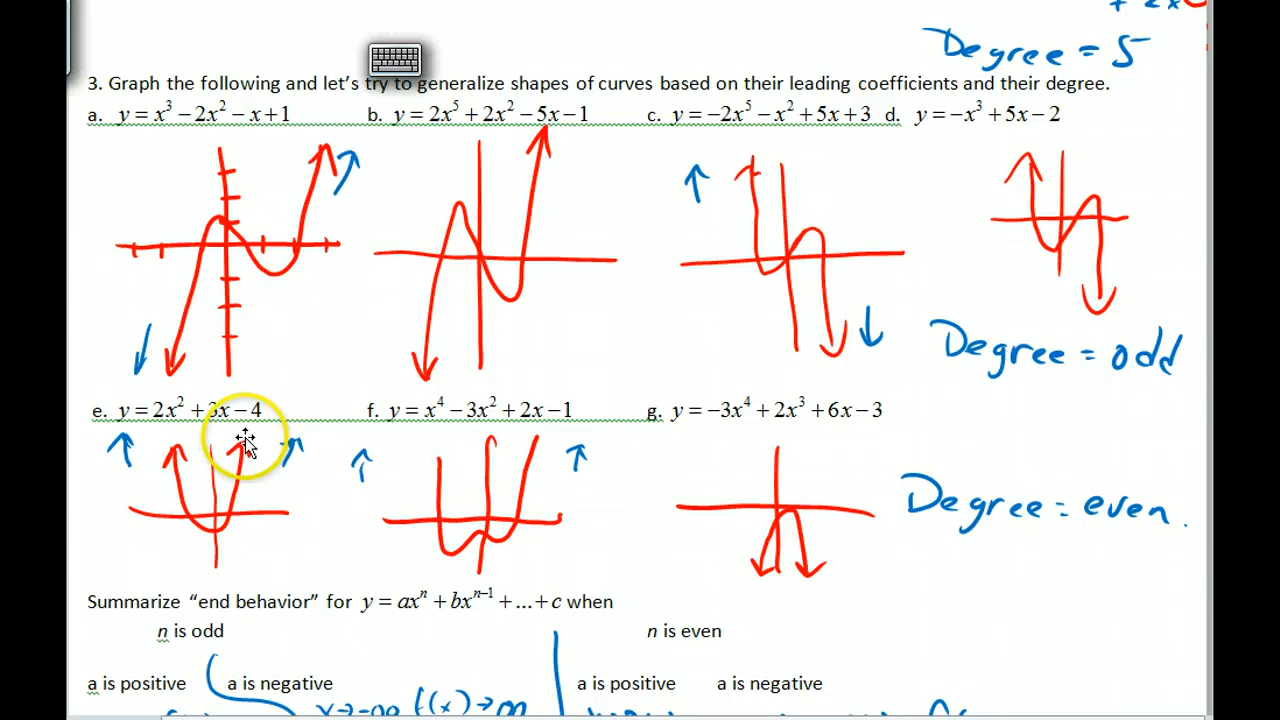 + 2x
Degree = 5
3. Graph the following and let's try to generalize shapes of curves based on their leading coefficients and their degree.
a. y = x³ − 2x² − x + 1 b. y = 2x⁵ + 2x² − 5x − 1 c. y = −2x⁵ − x² + 5x + 3 d. y = −x³ + 5x − 2
Degree = odd
e. y = 2x² + 3x − 4 f. y = x⁴ − 3x² + 2x − 1 g. y = −3x⁴ + 2x³ + 6x − 3
Degree = even.
Summarize "end behavior" for y = axⁿ + bxⁿ⁻¹ + ... + c when
n is odd n is even
a is positive a is negative a is positive a is negative
x→-∞ f(x)→∞